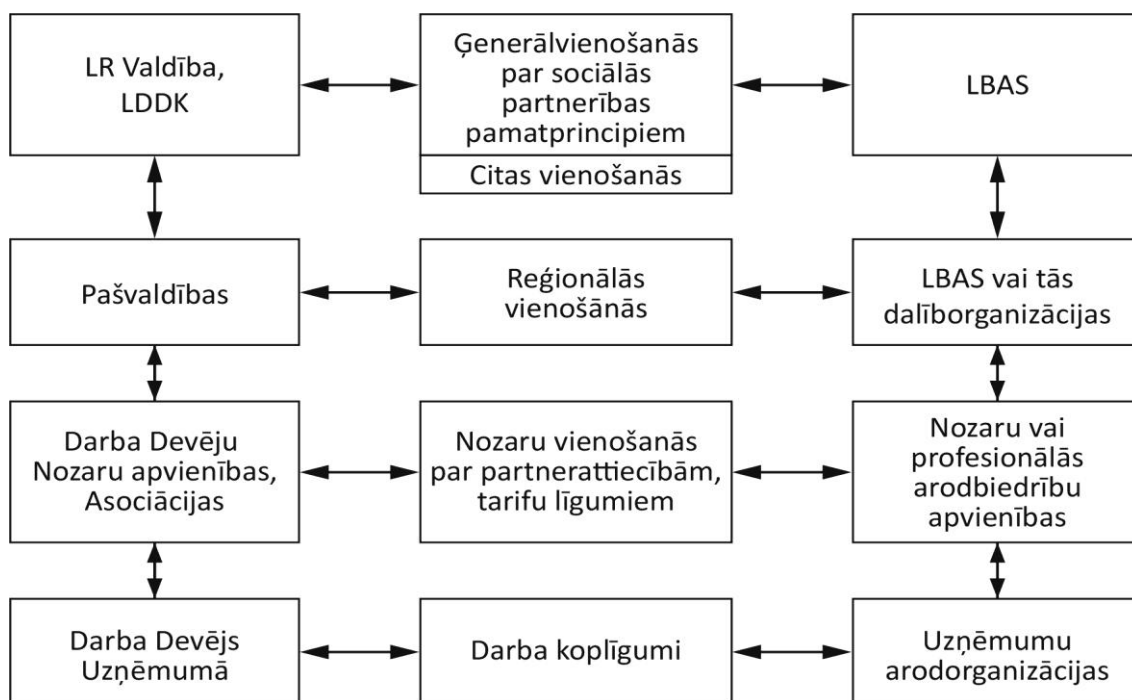 LR Valdība,
LDDK
Ģenerālvienošanās
par sociālās
partnerības
pamatprincipiem
Citas vienošanās
LBAS
Pašvaldības
Reģionālās
vienošānās
LBAS vai tās
dalīborganizācijas
Darba Devēju
Nozaru apvienības,
Asociācijas
Nozaru vienošanās
par partnerattiecībām,
tarifu līgumiem
Nozaru vai
profesionālās
arodbiedrību
apvienības
Darba Devējs
Uzņēmumā
Darba koplīgumi
Uzņēmumu
arodorganizācijas